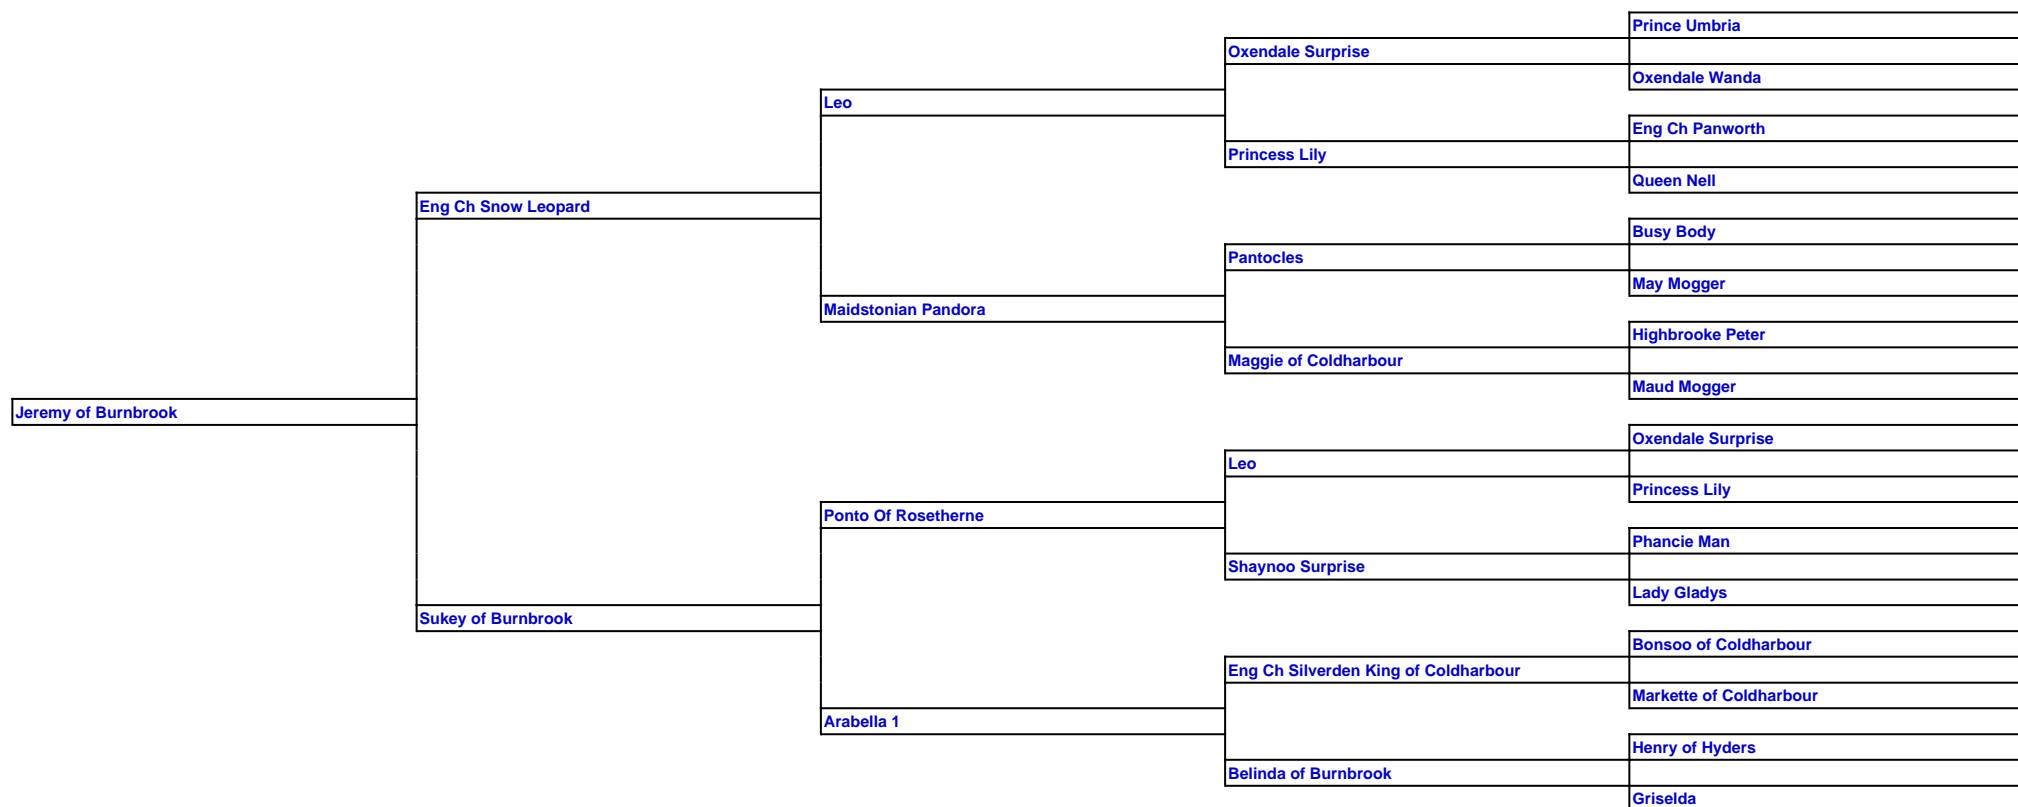 Prince Umbria
Oxendale Surprise
Oxendale Wanda
Leo
Eng Ch Panworth
Princess Lily
Queen Nell
Eng Ch Snow Leopard
Busy Body
Pantocles
May Mogger
Maidstonian Pandora
Highbrooke Peter
Maggie of Coldharbour
Maud Mogger
Jeremy of Burnbrook
Oxendale Surprise
Leo
Princess Lily
Ponto Of Rosetherne
Phancie Man
Shaynoo Surprise
Lady Gladys
Sukey of Burnbrook
Bonsoo of Coldharbour
Eng Ch Silverden King of Coldharbour
Markette of Coldharbour
Arabella 1
Henry of Hyders
Belinda of Burnbrook
Griselda